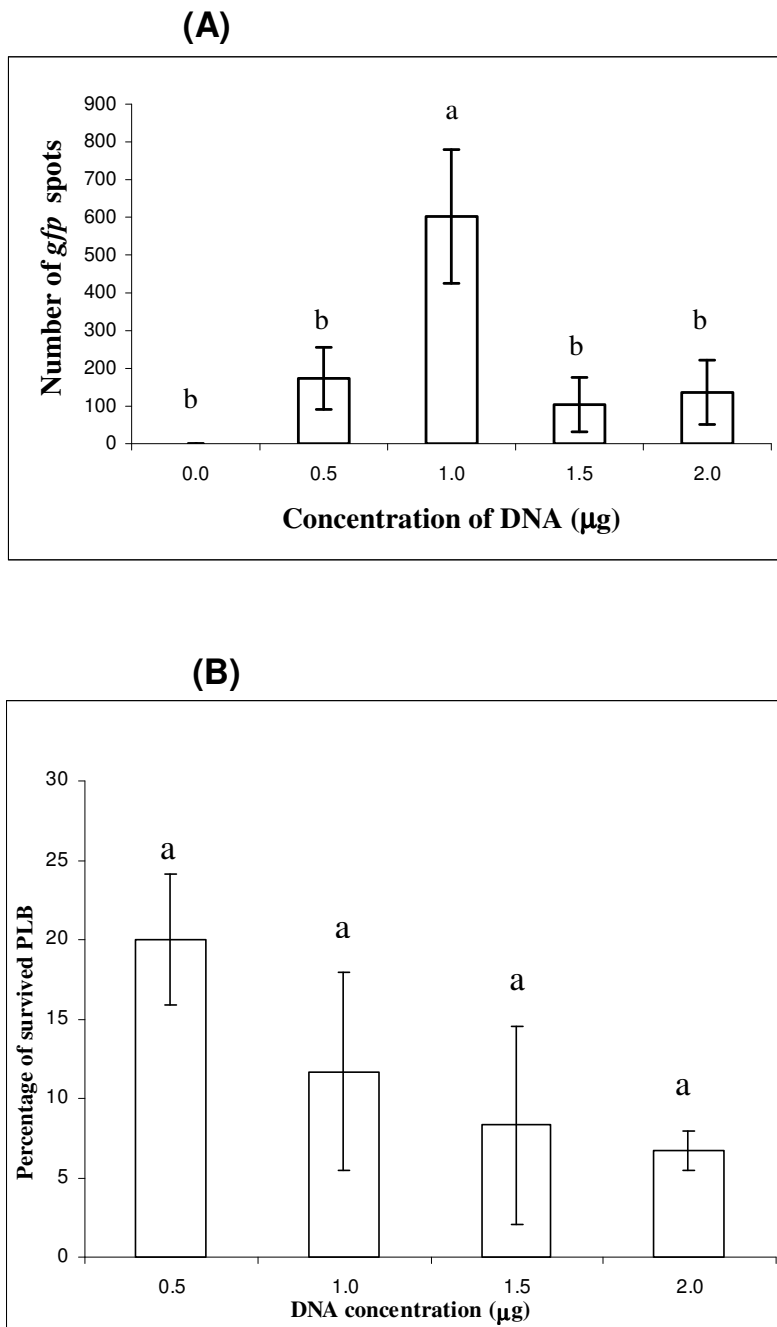 (A)
Number of gfp spots
900
800
700
600
500
400
300
200
100
0
b
b
a
b
b
0.0 0.5 1.0 1.5 2.0
Concentration of DNA (µg)
(B)
Percentage of survived PLB
30
25
20
15
10
5
0
a
a
a
a
0.5 1.0 1.5 2.0
DNA concentration (µg)